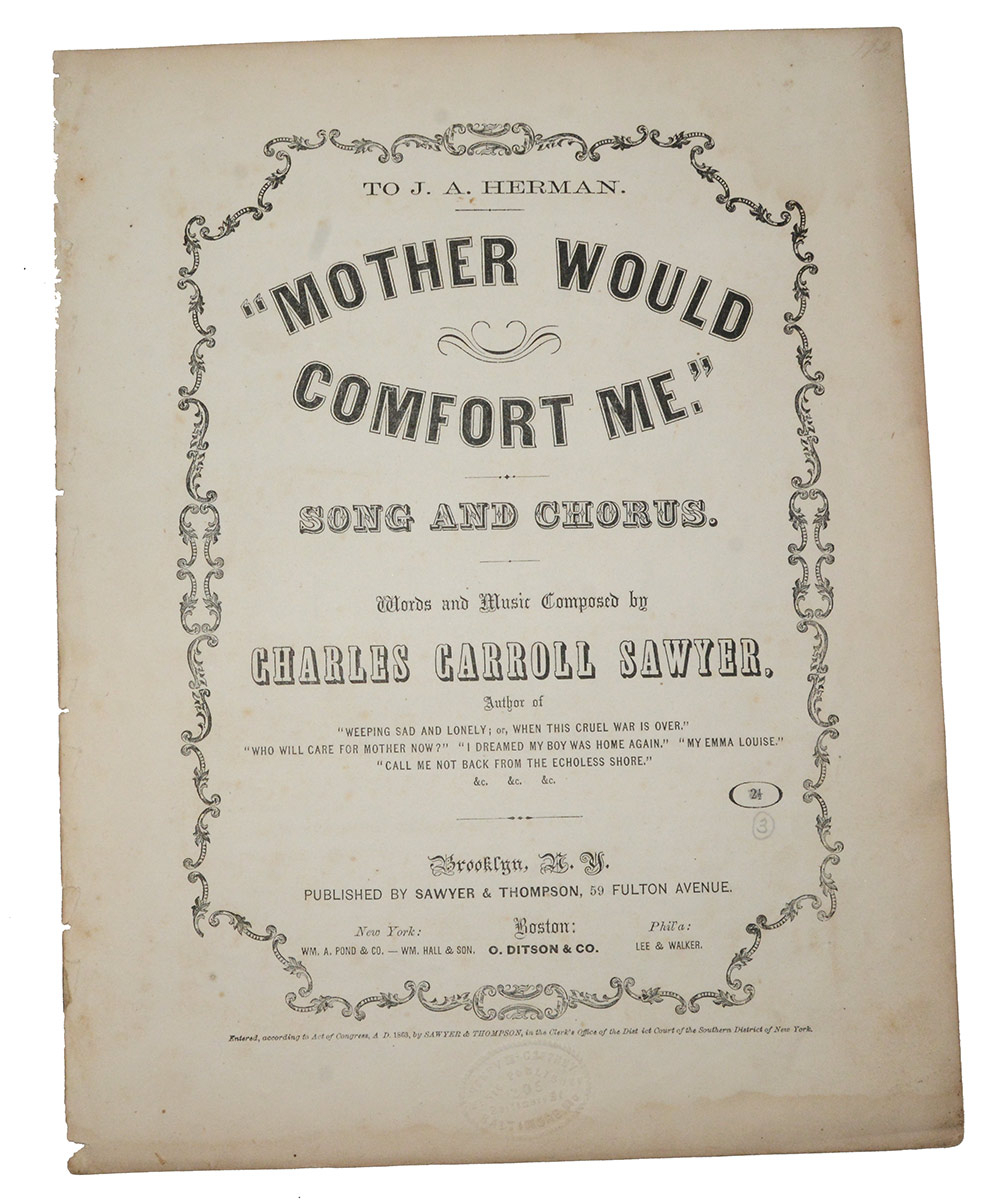 TO J. A. HERMAN.
"MOTHER WOULD
COMFORT ME."
SONG AND CHORUS.
Words and Music Composed by
CHARLES CARROLL SAWYER,
Author of
"WEEPING SAD AND LONELY; or, WHEN THIS CRUEL WAR IS OVER."
"WHO WILL CARE FOR MOTHER NOW?" "I DREAMED MY BOY WAS HOME AGAIN." "MY EMMA LOUISE."
"CALL ME NOT BACK FROM THE ECHOLESS SHORE."
&c. &c. &c.
2½
3
Brooklyn, N. Y.
PUBLISHED BY SAWYER & THOMPSON, 59 FULTON AVENUE.
New York: Boston: Phil'a:
WM. A. POND & CO. — WM. HALL & SON. O. DITSON & CO. LEE & WALKER.
Entered, according to Act of Congress, A D. 1863, by SAWYER & THOMPSON, in the Clerk's Office of the Dist ict Court of the Southern District of New York.